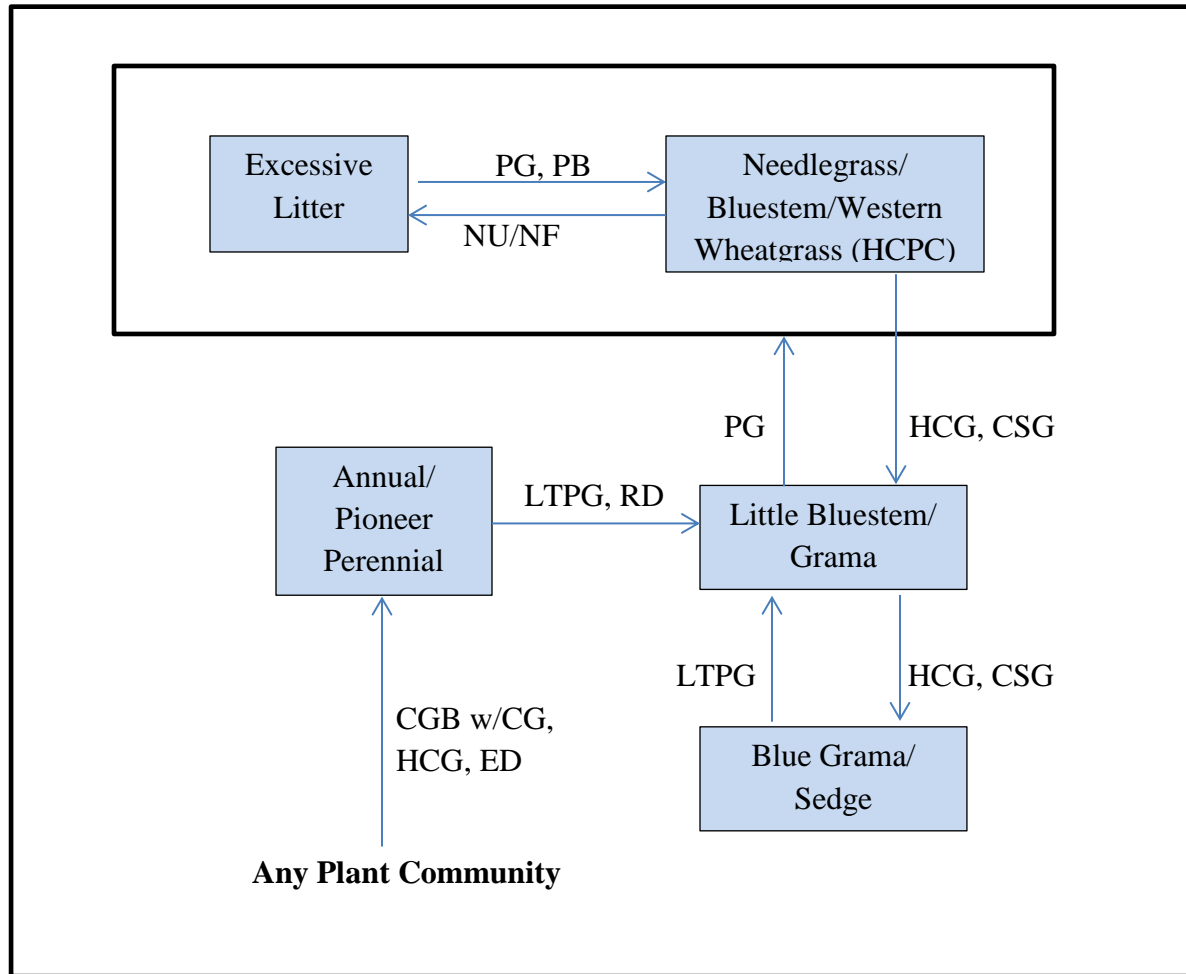 Excessive
Litter
PG, PB
NU/NF
Needlegrass/
Bluestem/Western
Wheatgrass (HCPC)
PG
HCG, CSG
Annual/
Pioneer
Perennial
LTPG, RD
Little Bluestem/
Grama
LTPG
HCG, CSG
CGB w/CG,
HCG, ED
Blue Grama/
Sedge
Any Plant Community